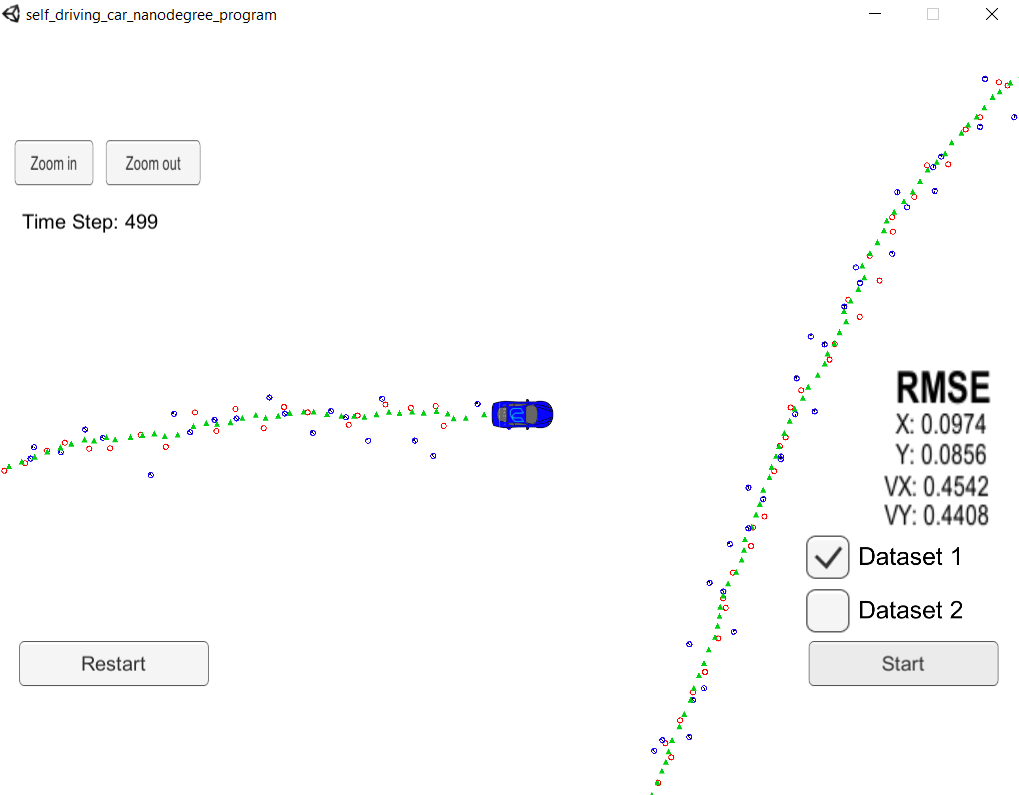 self_driving_car_nanodegree_program
Zoom in
Zoom out
Time Step: 499
RMSE
X: 0.0974
Y: 0.0856
VX: 0.4542
VY: 0.4408
Dataset 1
Dataset 2
Restart
Start